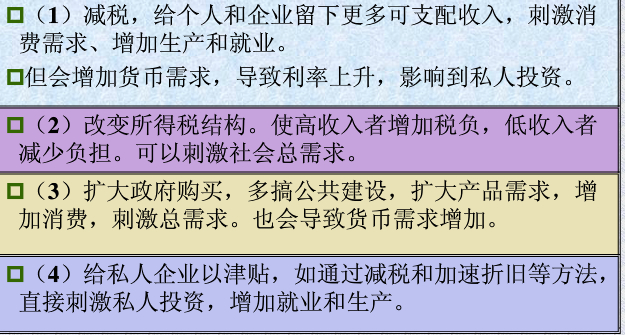 （1）减税，给个人和企业留下更多可支配收入，刺激消
费需求、增加生产和就业。
但会增加货币需求，导致利率上升，影响到私人投资。
（2）改变所得税结构。使高收入者增加税负，低收入者
减少负担。可以刺激社会总需求。
（3）扩大政府购买，多搞公共建设，扩大产品需求，增
加消费，刺激总需求。也会导致货币需求增加。
（4）给私人企业以津贴，如通过减税和加速折旧等方法，
直接刺激私人投资，增加就业和生产。